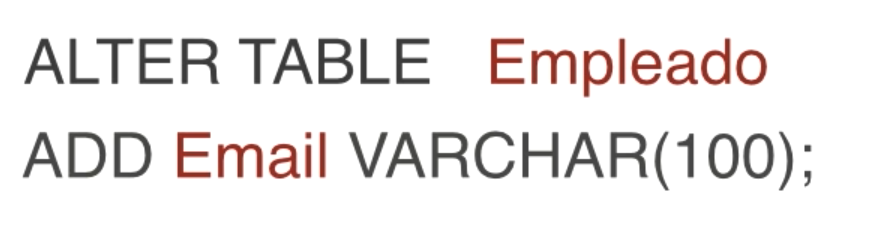 ALTER TABLE Empleado
ADD Email VARCHAR(100);